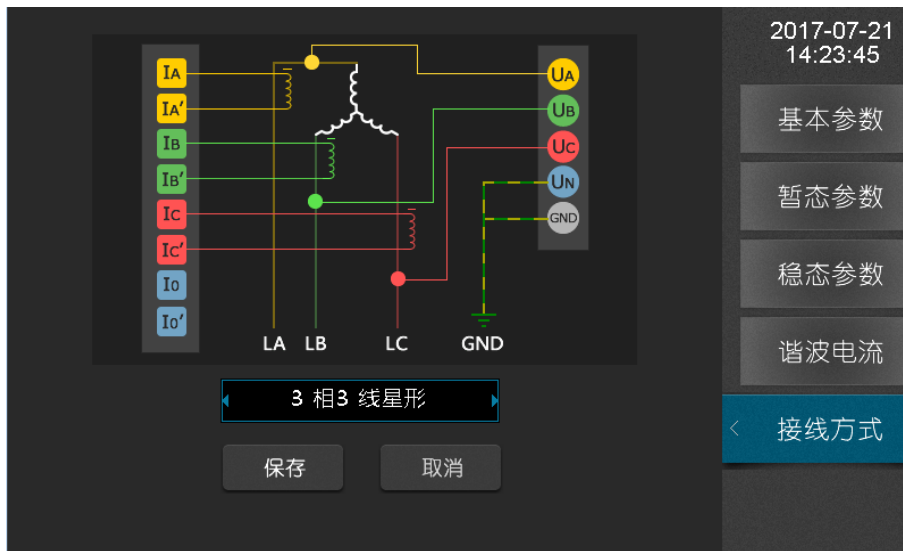 2017-07-21
14:23:45
IA
IA'
IB
IB'
IC
IC'
I0
I0'
UA
UB
UC
UN
GND
LA
LB
LC
GND
3 相3 线星形
保存
取消
基本参数
暂态参数
稳态参数
谐波电流
接线方式